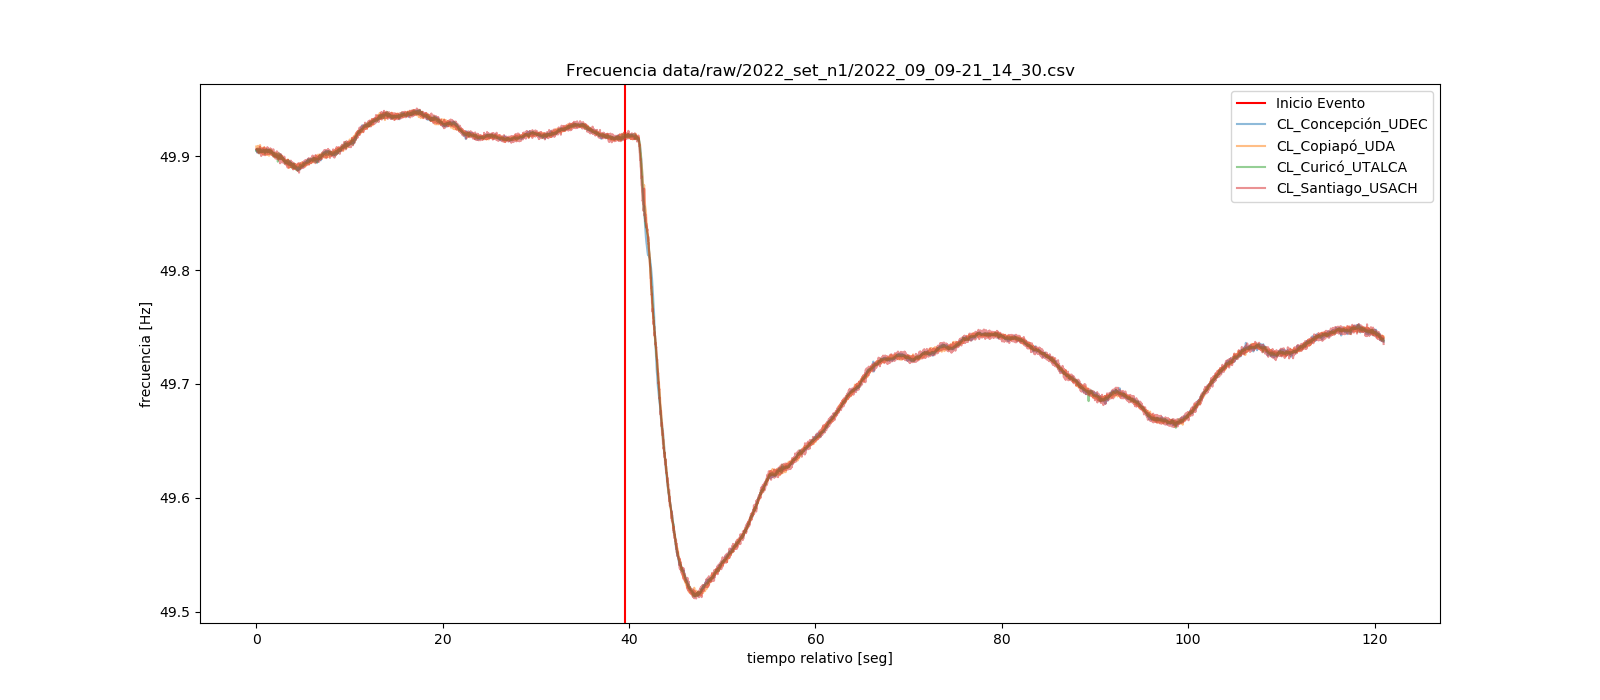 Frecuencia data/raw/2022_set_n1/2022_09_09-21_14_30.csv
Inicio Evento
CL_Concepción_UDEC
CL_Copiapó_UDA
CL_Curicó_UTALCA
CL_Santiago_USACH
frecuencia [Hz]
49.9
49.8
49.7
49.6
49.5
0 20 40 60 80 100 120
tiempo relativo [seg]